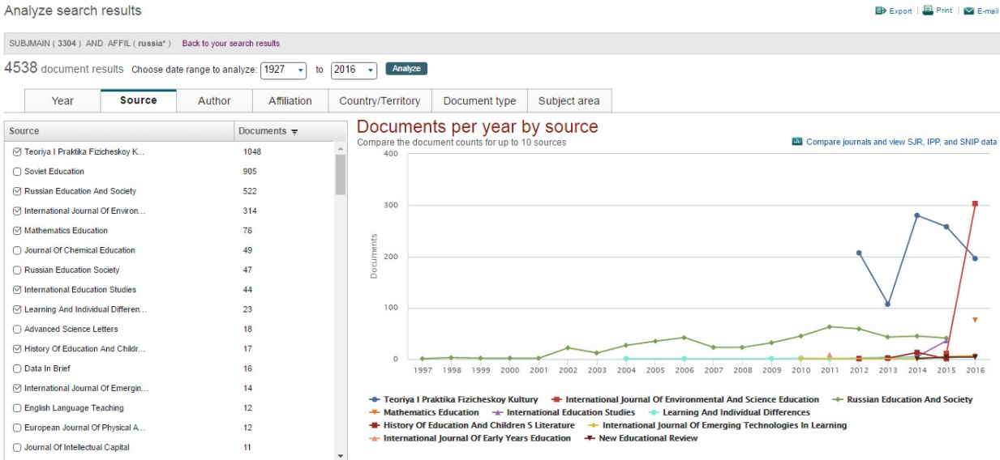 Analyze search results
Export | Print | E-mail
SUBJMAIN ( 3304 ) AND AFFIL ( russia* ) Back to your search results
4538 document results Choose date range to analyze: 1927 to 2016 Analyze
Year Source Author Affiliation Country/Territory Document type Subject area
Source Documents
Teoriya I Praktika Fizicheskoy K... 1048
Soviet Education 905
Russian Education And Society 522
International Journal Of Environ... 314
Mathematics Education 76
Journal Of Chemical Education 49
Russian Education Society 47
International Education Studies 44
Learning And Individual Differen... 23
Advanced Science Letters 18
History Of Education And Childr... 17
Data In Brief 16
International Journal Of Emergin... 14
English Language Teaching 12
European Journal Of Physical A... 12
Journal Of Intellectual Capital 11
Documents per year by source
Compare the document counts for up to 10 sources
Compare journals and view SJR, IPP, and SNIP data
400
300
200
100
0
Documents
1997 1998 1999 2000 2001 2002 2003 2004 2005 2006 2007 2008 2009 2010 2011 2012 2013 2014 2015 2016
Teoriya I Praktika Fizicheskoy Kultury International Journal Of Environmental And Science Education Russian Education And Society
Mathematics Education International Education Studies Learning And Individual Differences
History Of Education And Children S Literature International Journal Of Emerging Technologies In Learning
International Journal Of Early Years Education New Educational Review